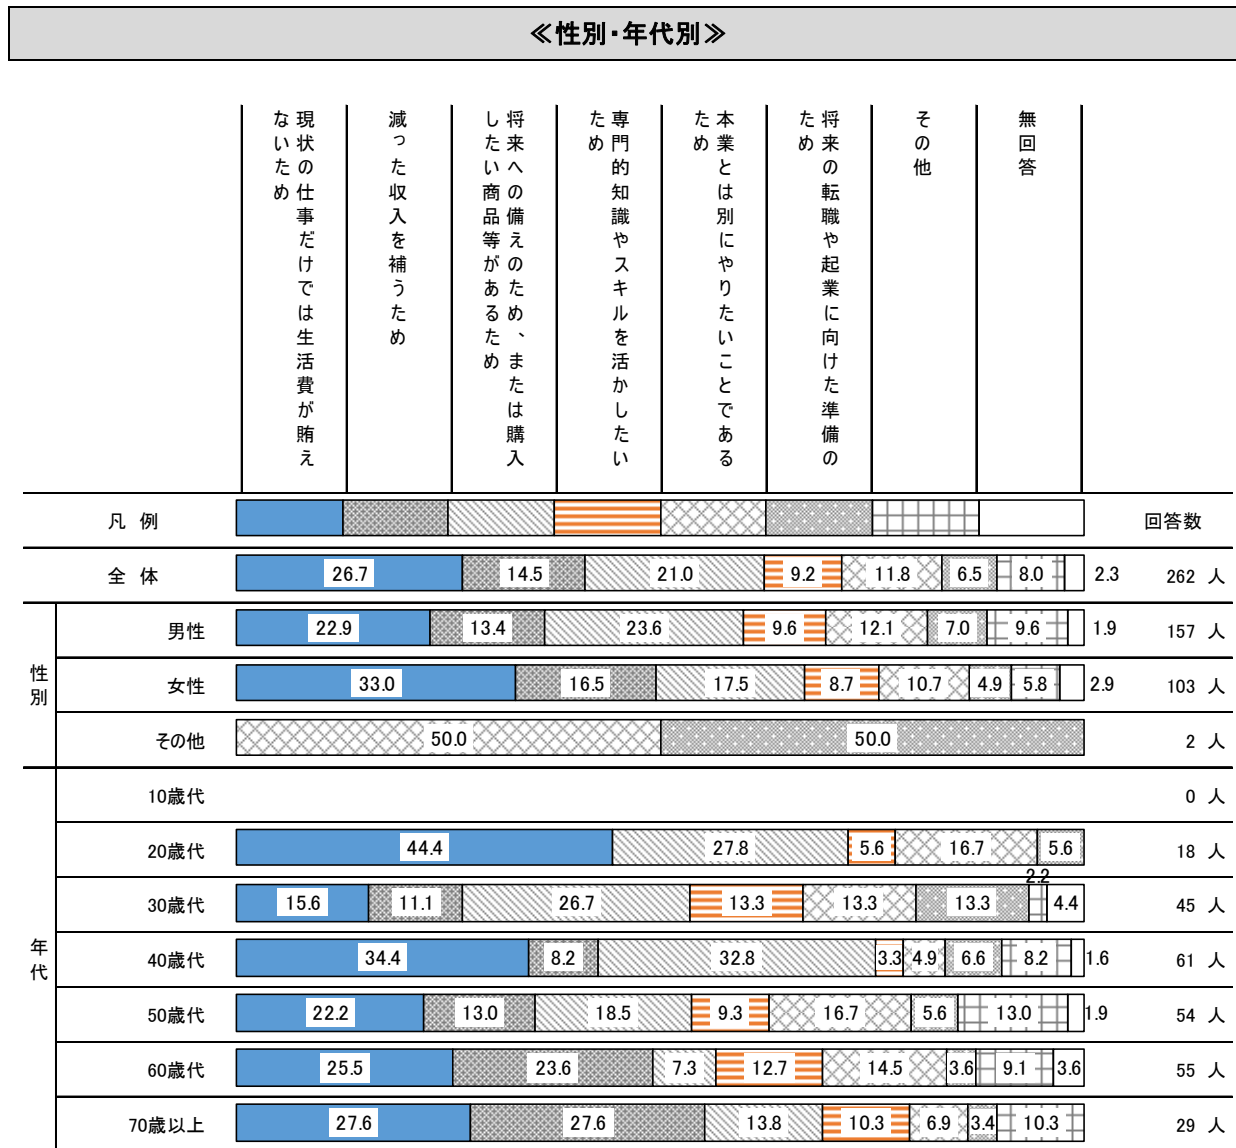 ≪性別・年代別≫
現状の仕事だけでは生活費が賄え
ないため
減った収入を補うため
将来への備えのため、または購入
したい商品等があるため
専門的知識やスキルを活かしたい
ため
本業とは別にやりたいことである
ため
将来の転職や起業に向けた準備の
ため
その他
無回答
凡 例 回答数
全 体 26.7 14.5 21.0 9.2 11.8 6.5 8.0 2.3 262 人
性別
男性 22.9 13.4 23.6 9.6 12.1 7.0 9.6 1.9 157 人
女性 33.0 16.5 17.5 8.7 10.7 4.9 5.8 2.9 103 人
その他 50.0 50.0 2 人
年代
10歳代 0 人
20歳代 44.4 27.8 5.6 16.7 5.6 18 人
30歳代 15.6 11.1 26.7 13.3 13.3 13.3 2.2 4.4 45 人
40歳代 34.4 8.2 32.8 3.3 4.9 6.6 8.2 1.6 61 人
50歳代 22.2 13.0 18.5 9.3 16.7 5.6 13.0 1.9 54 人
60歳代 25.5 23.6 7.3 12.7 14.5 3.6 9.1 3.6 55 人
70歳以上 27.6 27.6 13.8 10.3 6.9 3.4 10.3 29 人